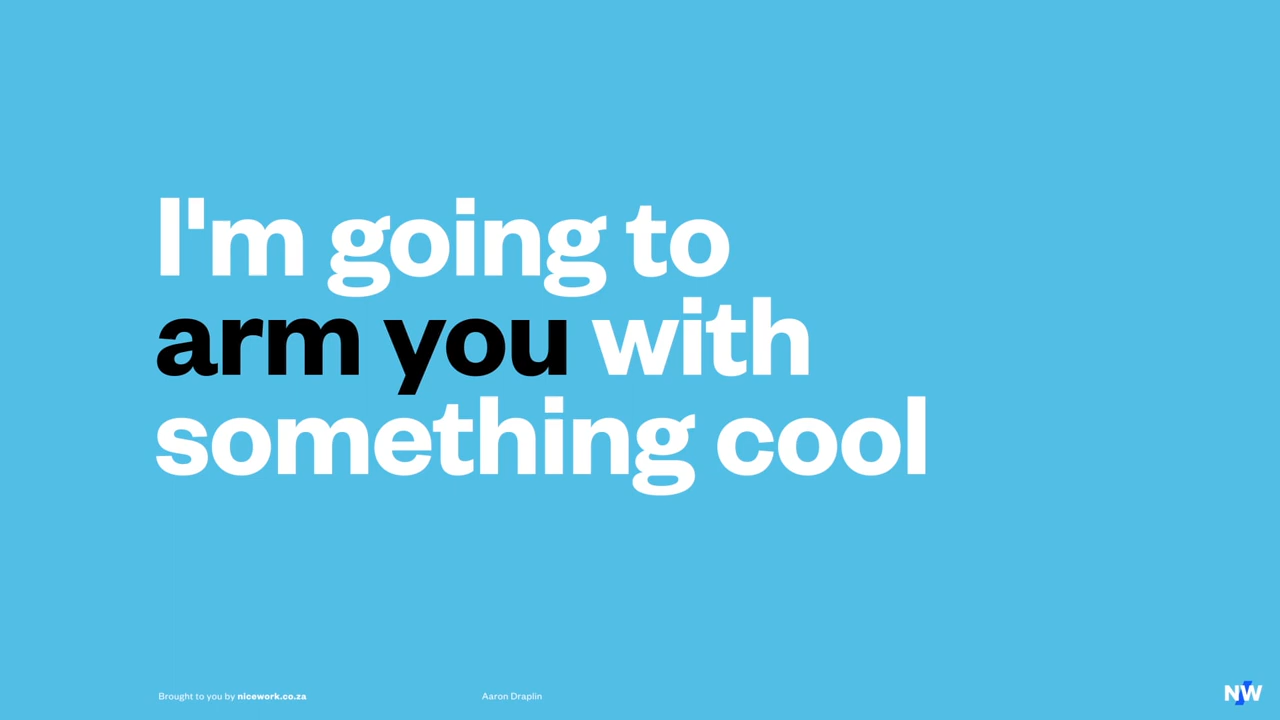 I'm going to
arm you with
something cool
Brought to you by nicework.co.za
Aaron Draplin
NW